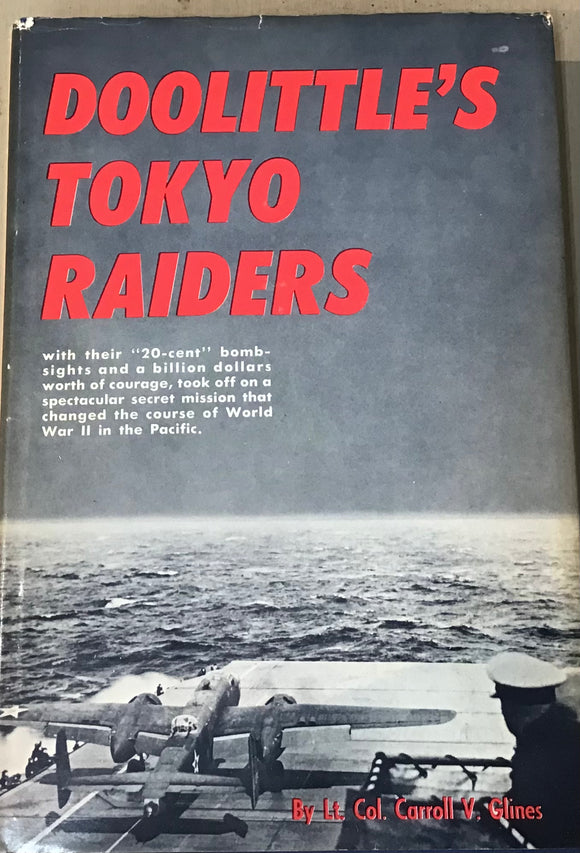 DOOLITTLE'S
TOKYO
RAIDERS
with their "20-cent" bomb-
sights and a billion dollars
worth of courage, took off on a
spectacular secret mission that
changed the course of World
War II in the Pacific.
By Lt. Col. Carroll V. Glines